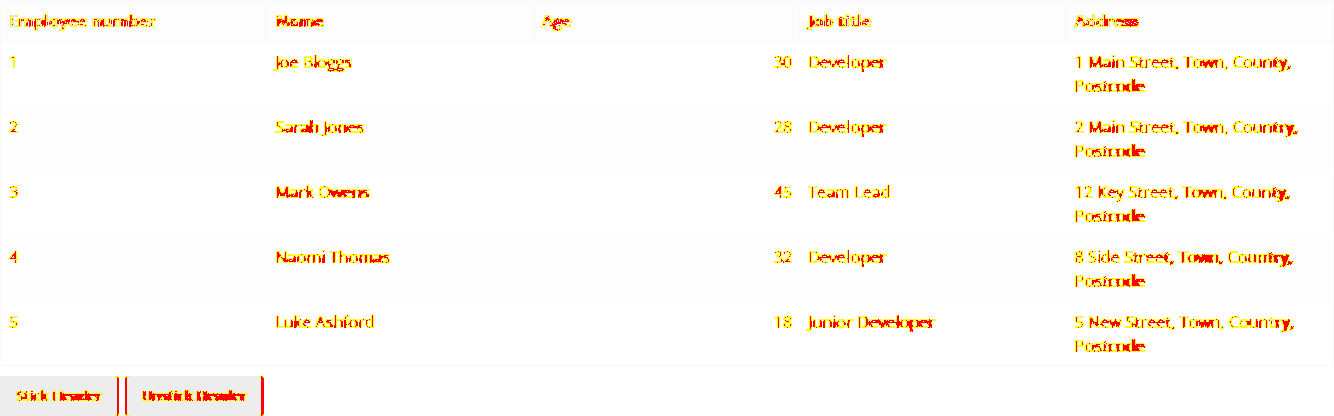 Employee number Name Age Job title Address
1 Joe Bloggs 30 Developer 1 Main Street, Town, County,
Postcode
2 Sarah Jones 28 Developer 2 Main Street, Town, Country,
Postcode
3 Mark Owens 45 Team Lead 12 Key Street, Town, County,
Postcode
4 Naomi Thomas 32 Developer 8 Side Street, Town, Country,
Postcode
5 Luke Ashford 18 Junior Developer 5 New Street, Town, Country,
Postcode
Stick Header Unstick Header